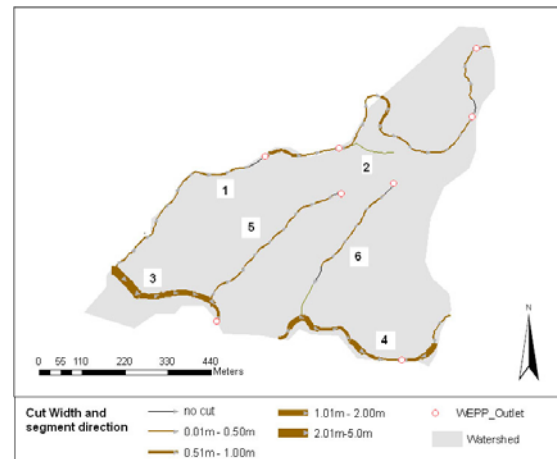 1
2
5
6
3
4
N
0 55 110 220 330 440
Meters
Cut Width and
segment direction
no cut
0.01m - 0.50m
0.51m - 1.00m
1.01m - 2.00m
2.01m-5.0m
WEPP_Outlet
Watershed